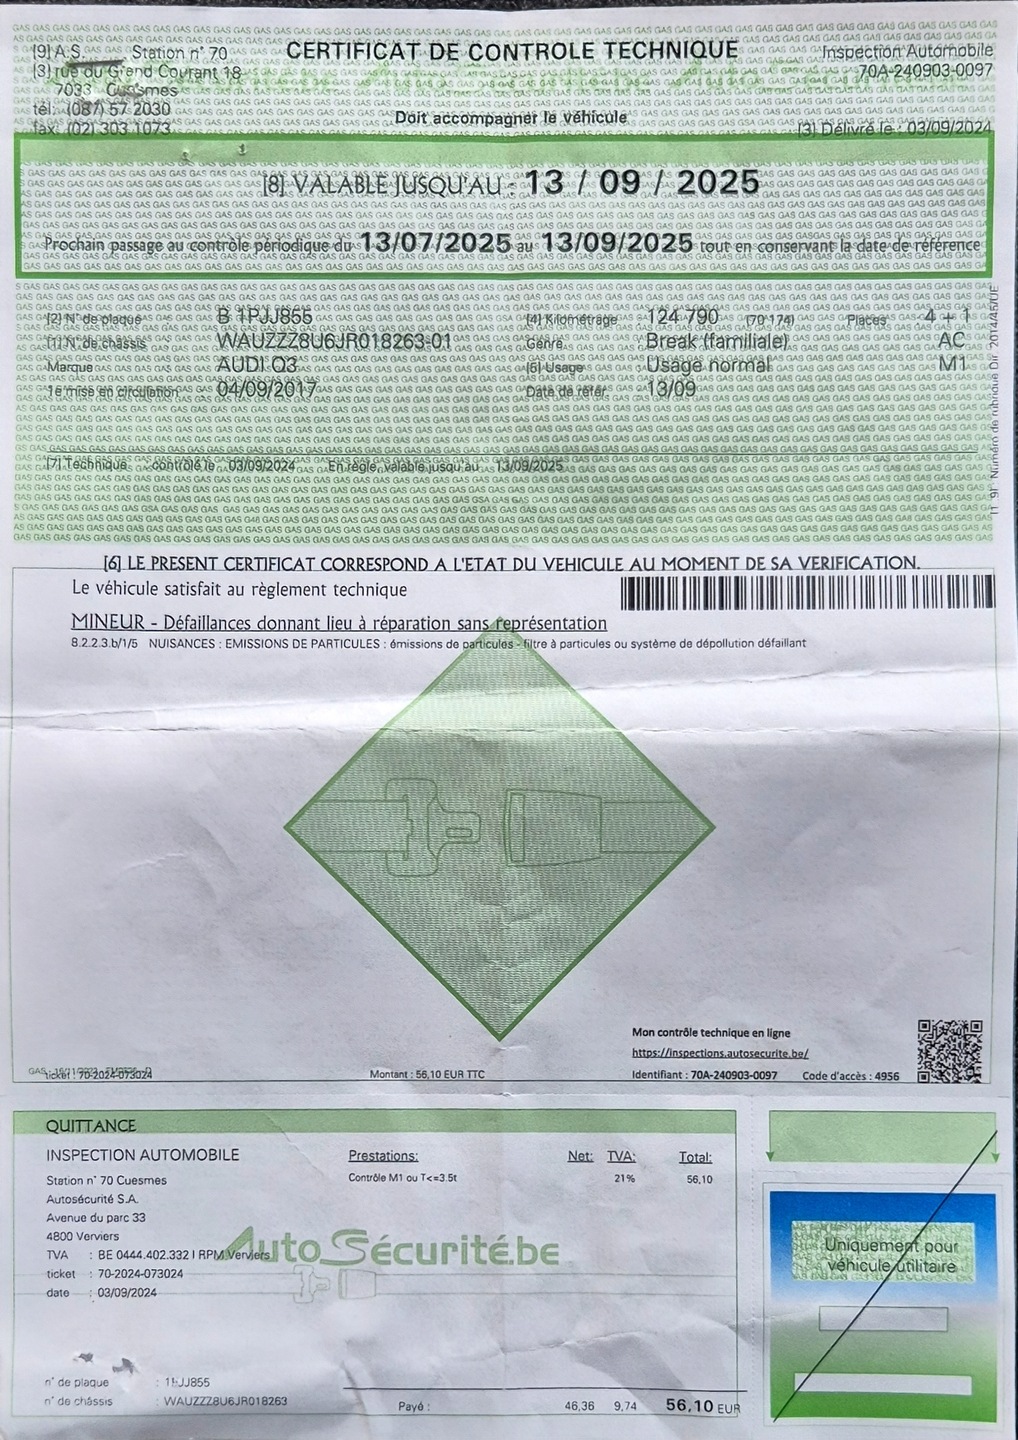 [9] A.S. Station n° 70
CERTIFICAT DE CONTROLE TECHNIQUE
Inspection Automobile
[3] rue du Grand Courant 18
70A-240903-0097
7033 Cuesmes
tél. : (087) 57 2030
Doit accompagner le véhicule
fax: (02) 303 1073
[3] Délivré le : 03/09/2024
[8] VALABLE JUSQU'AU : 13 / 09 / 2025
Prochain passage au contrôle périodique du 13/07/2025 au 13/09/2025 tout en conservant la date de référence
[2] N° de plaque B 1PJJ855 [4] Kilométrage 124 790 (70 174) Places 4 + 1
[1] N. de châssis WAUZZZ8U6JR018263-01 Genre Break (familiale) AC
Marque AUDI Q3 [5] Usage : Usage normal M1
1e mise en circulation 04/09/2017 Date de référ. 13/09
[7] Technique : contrôlé le 03/09/2024 En règle, valable jusqu'au 13/09/2025
[6] LE PRESENT CERTIFICAT CORRESPOND A L'ETAT DU VEHICULE AU MOMENT DE SA VERIFICATION.
Le véhicule satisfait au règlement technique
MINEUR - Défaillances donnant lieu à réparation sans représentation
8.2.2.3.b/1/5 NUISANCES : EMISSIONS DE PARTICULES : émissions de particules - filtre à particules ou système de dépollution défaillant
Mon contrôle technique en ligne
https://inspections.autosecurite.be/
ticket : 70-2024-073024
Montant : 56,10 EUR TTC
Identifiant : 70A-240903-0097 Code d'accès : 4956
QUITTANCE
INSPECTION AUTOMOBILE
Prestations: Net: TVA: Total:
Station n° 70 Cuesmes
Contrôle M1 ou T<=3.5t 21% 56,10
Autosécurité S.A.
Avenue du parc 33
4800 Verviers
TVA : BE 0444.402.332 I RPM Verviers
AutoSécurité.be
ticket : 70-2024-073024
date : 03/09/2024
Uniquement pour
véhicule utilitaire
n° de plaque : 1PJJ855
n° de châssis : WAUZZZ8U6JR018263
Payé : 46,36 9,74 56,10 EUR